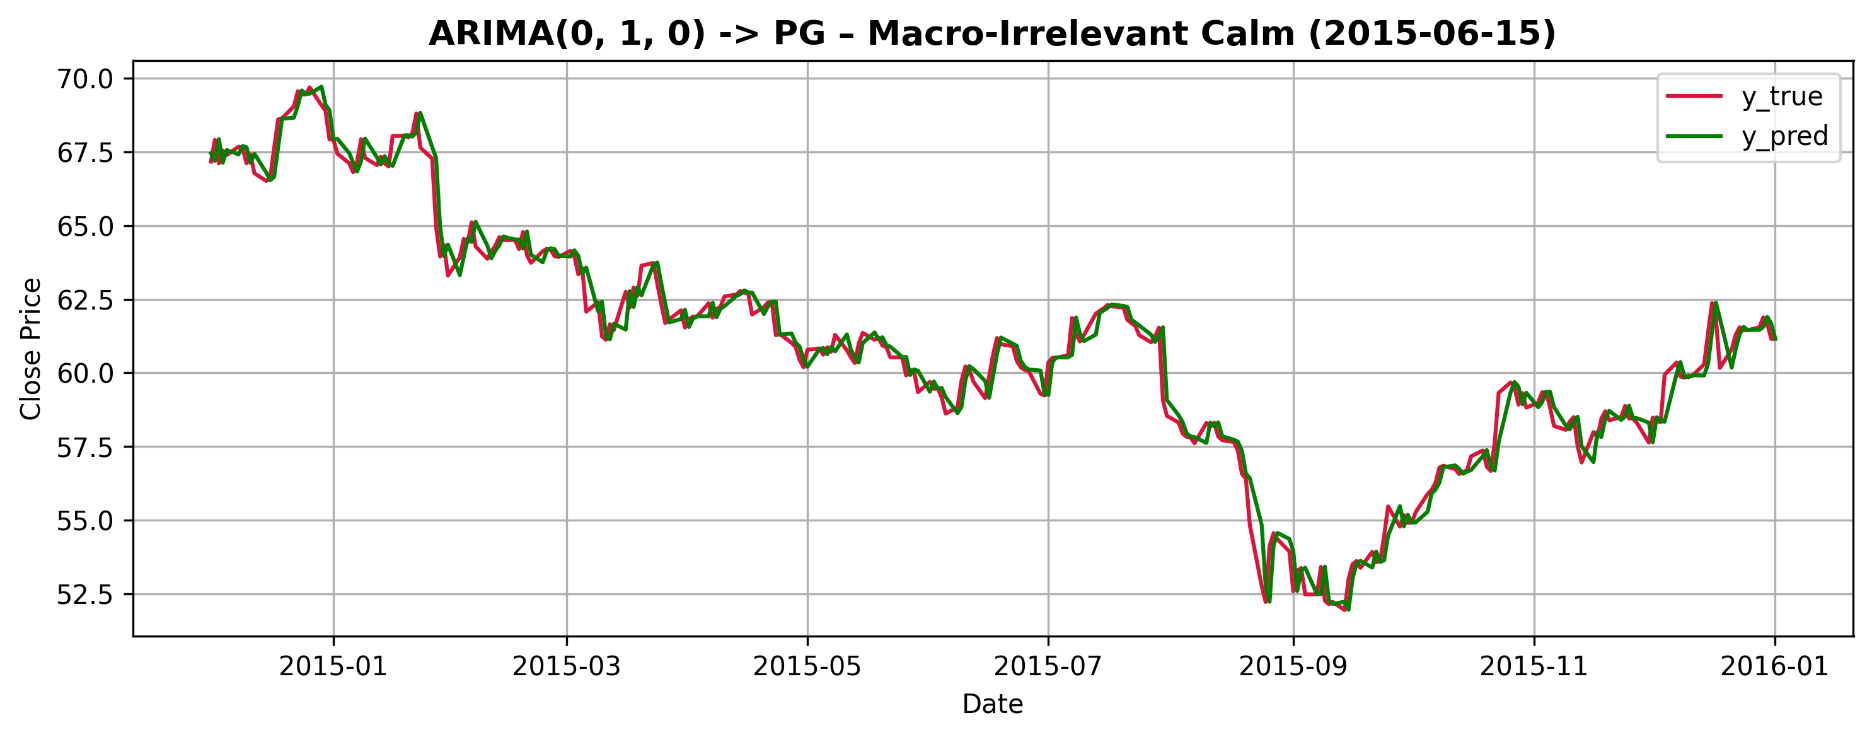 ARIMA(0, 1, 0) -> PG – Macro-Irrelevant Calm (2015-06-15)
y_true
y_pred
Close Price
70.0
67.5
65.0
62.5
60.0
57.5
55.0
52.5
2015-01 2015-03 2015-05 2015-07 2015-09 2015-11 2016-01
Date